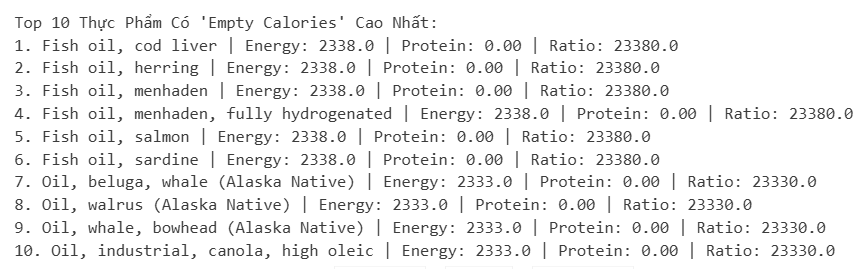 Top 10 Thực Phẩm Có 'Empty Calories' Cao Nhất:
1. Fish oil, cod liver | Energy: 2338.0 | Protein: 0.00 | Ratio: 23380.0
2. Fish oil, herring | Energy: 2338.0 | Protein: 0.00 | Ratio: 23380.0
3. Fish oil, menhaden | Energy: 2338.0 | Protein: 0.00 | Ratio: 23380.0
4. Fish oil, menhaden, fully hydrogenated | Energy: 2338.0 | Protein: 0.00 | Ratio: 23380.0
5. Fish oil, salmon | Energy: 2338.0 | Protein: 0.00 | Ratio: 23380.0
6. Fish oil, sardine | Energy: 2338.0 | Protein: 0.00 | Ratio: 23380.0
7. Oil, beluga, whale (Alaska Native) | Energy: 2333.0 | Protein: 0.00 | Ratio: 23330.0
8. Oil, walrus (Alaska Native) | Energy: 2333.0 | Protein: 0.00 | Ratio: 23330.0
9. Oil, whale, bowhead (Alaska Native) | Energy: 2333.0 | Protein: 0.00 | Ratio: 23330.0
10. Oil, industrial, canola, high oleic | Energy: 2333.0 | Protein: 0.00 | Ratio: 23330.0